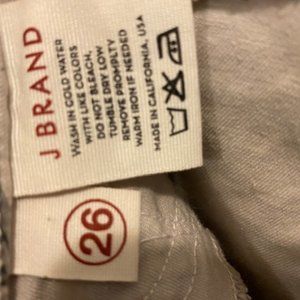 J BRAND
WASH IN COLD WATER
WITH LIKE COLORS
DO NOT BLEACH,
TUMBLE DRY LOW
REMOVE PROMPTLY
WARM IRON IF NEEDED
MADE IN CALIFORNIA, USA
26